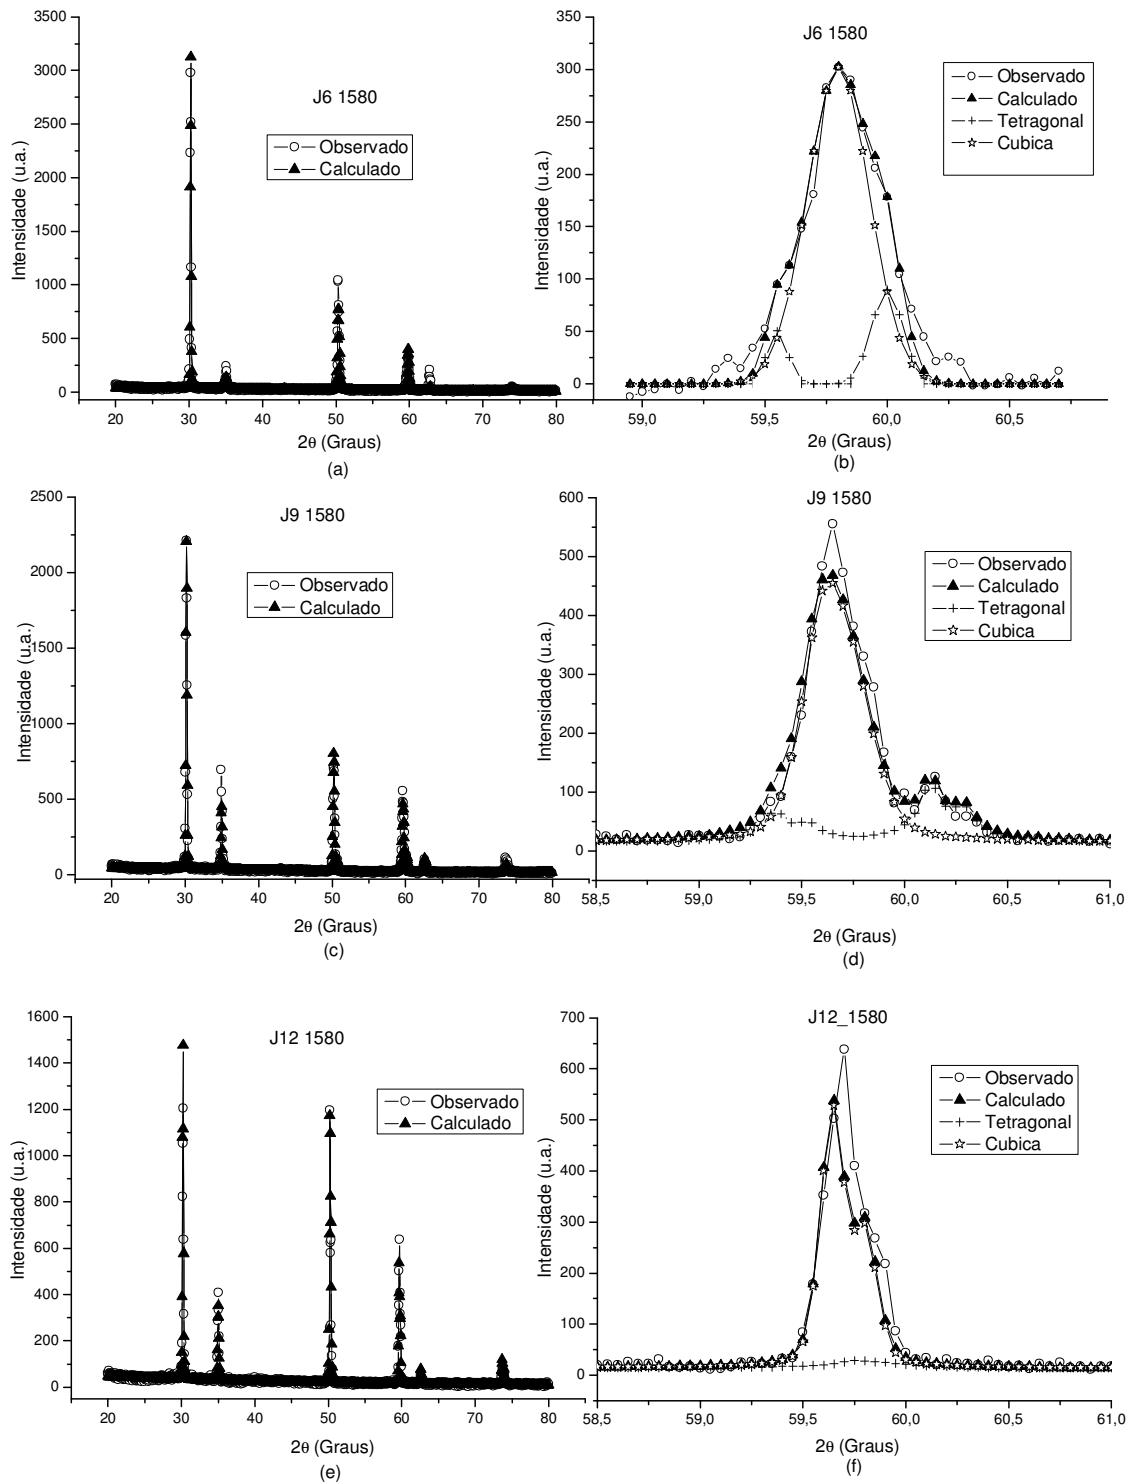 J6 1580
Observado
Calculado
Intensidade (u.a.)
3500
3000
2500
2000
1500
1000
500
0
20 30 40 50 60 70 80
2θ (Graus)
(a)
J6 1580
Observado
Calculado
Tetragonal
Cubica
Intensidade (u.a.)
350
300
250
200
150
100
50
0
59,0 59,5 60,0 60,5
2θ (Graus)
(b)
J9 1580
Observado
Calculado
Intensidade (u.a.)
2500
2000
1500
1000
500
0
20 30 40 50 60 70 80
2θ (Graus)
(c)
J9 1580
Observado
Calculado
Tetragonal
Cubica
Intensidade (u.a.)
600
500
400
300
200
100
0
58,5 59,0 59,5 60,0 60,5 61,0
2θ (Graus)
(d)
J12 1580
Observado
Calculado
Intensidade (u.a.)
1600
1400
1200
1000
800
600
400
200
0
20 30 40 50 60 70 80
2θ (Graus)
(e)
J12_1580
Observado
Calculado
Tetragonal
Cubica
Intensidade (u.a.)
700
600
500
400
300
200
100
0
58,5 59,0 59,5 60,0 60,5 61,0
2θ (Graus)
(f)